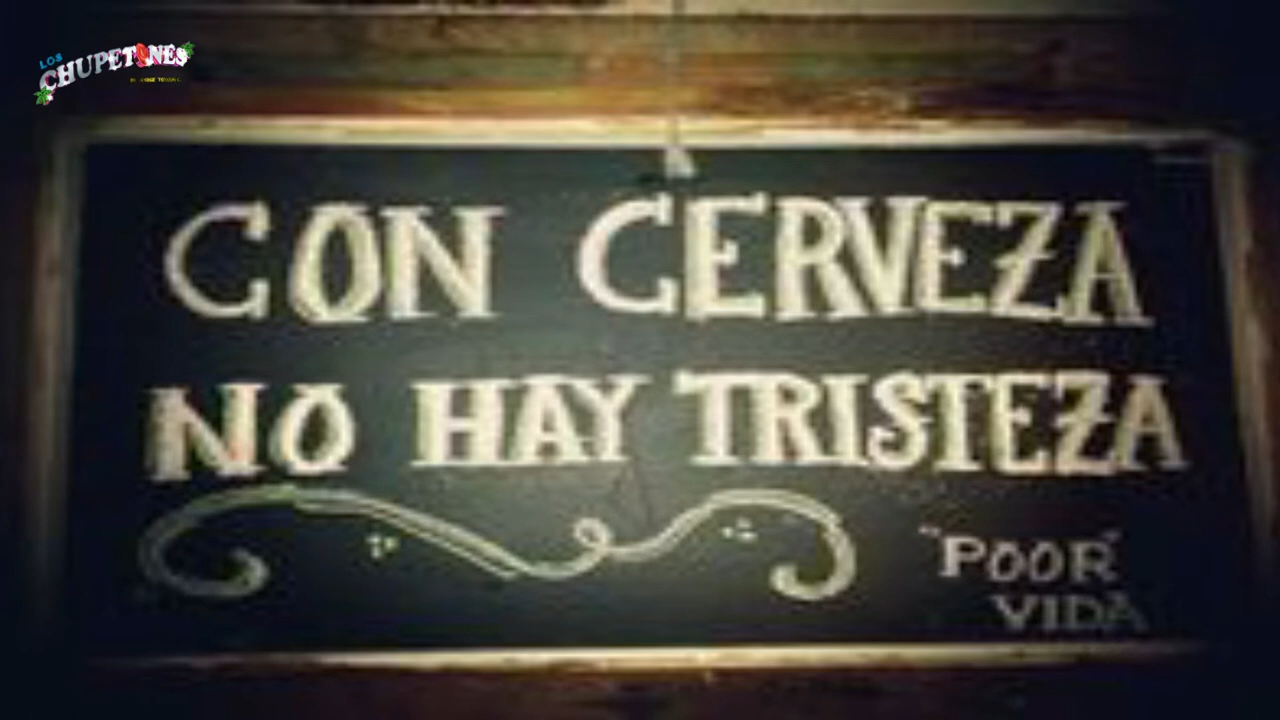 LOS
CHUPETONES
CON CERVEZA
NO HAY TRISTEZA
"POOR"
VIDA